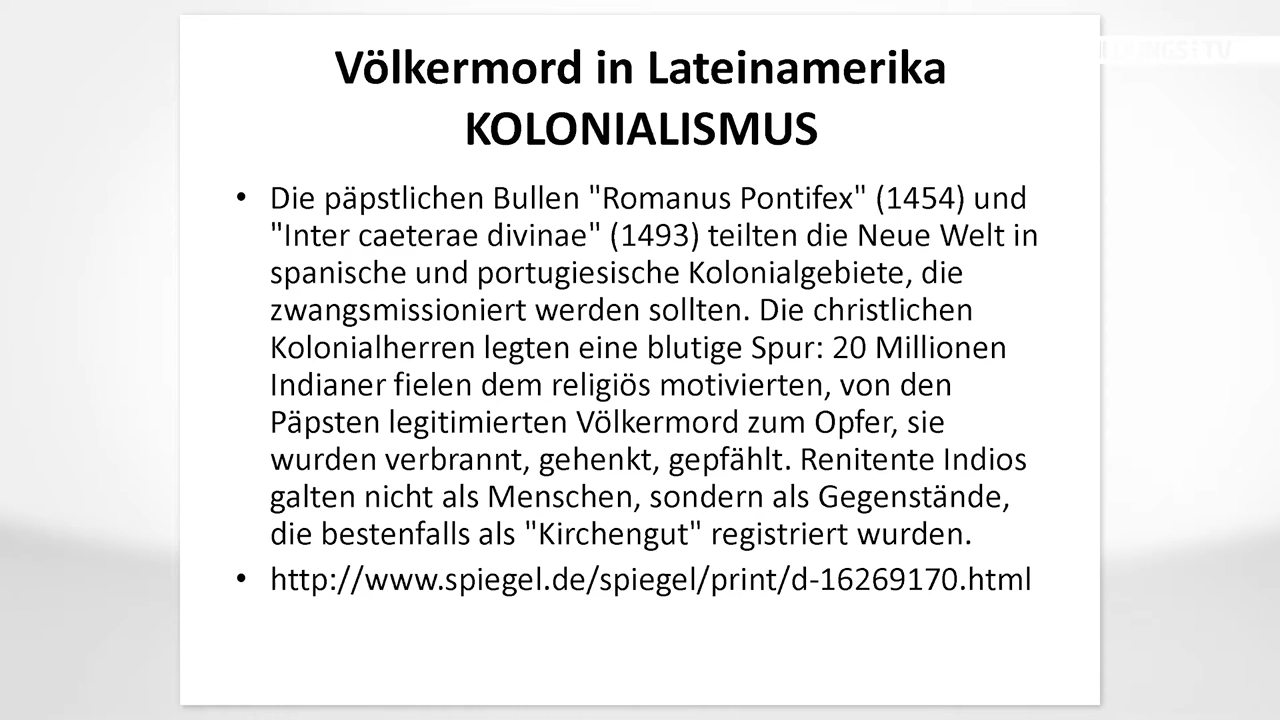 Völkermord in Lateinamerika
KOLONIALISMUS
• Die päpstlichen Bullen "Romanus Pontifex" (1454) und
"Inter caeterae divinae" (1493) teilten die Neue Welt in
spanische und portugiesische Kolonialgebiete, die
zwangsmissioniert werden sollten. Die christlichen
Kolonialherren legten eine blutige Spur: 20 Millionen
Indianer fielen dem religiös motivierten, von den
Päpsten legitimierten Völkermord zum Opfer, sie
wurden verbrannt, gehenkt, gepfählt. Renitente Indios
galten nicht als Menschen, sondern als Gegenstände,
die bestenfalls als "Kirchengut" registriert wurden.
• http://www.spiegel.de/spiegel/print/d-16269170.html